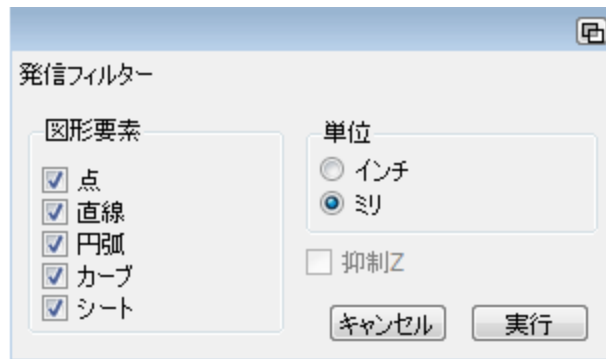 発信フィルター
図形要素
点
直線
円弧
カーブ
シート
単位
インチ
ミリ
抑制Z
キャンセル
実行